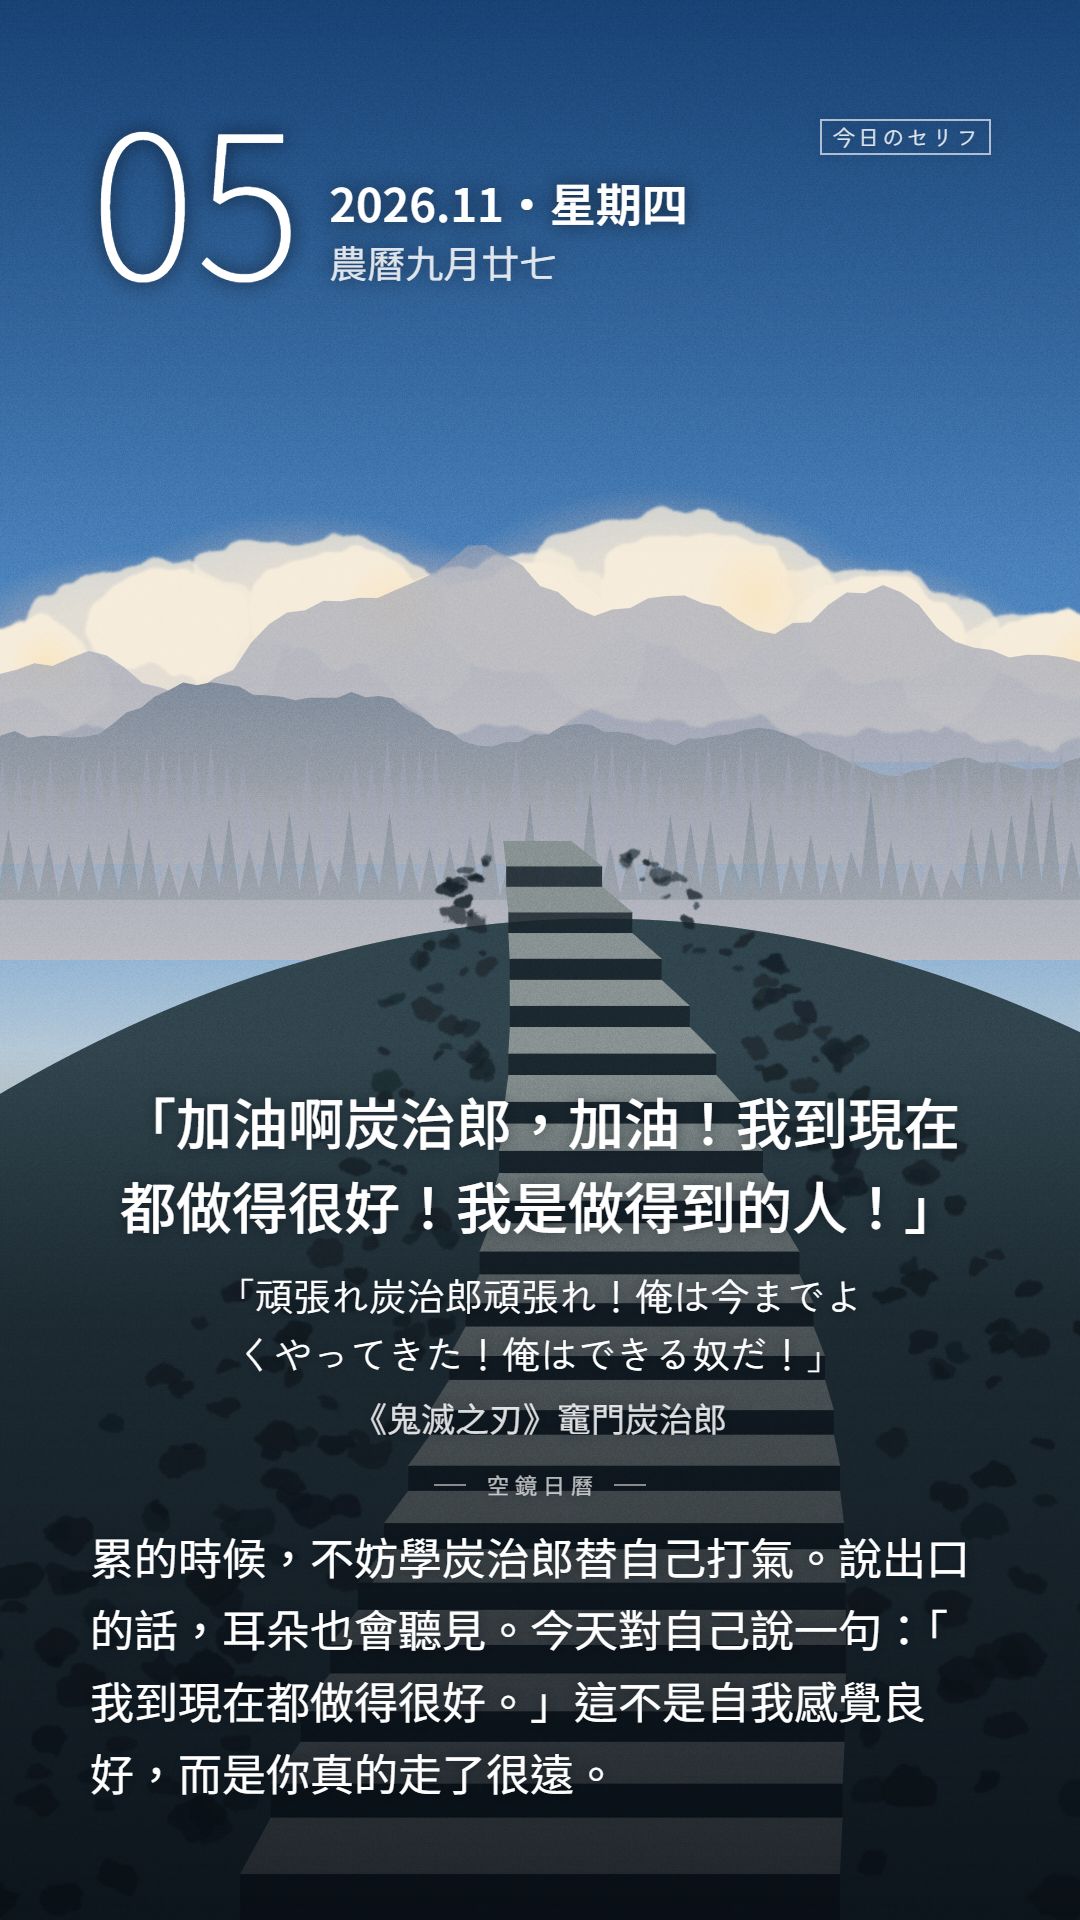 05
今日のセリフ
2026.11・星期四
農曆九月廿七
「加油啊炭治郎，加油！我到現在
都做得很好！我是做得到的人！」
「頑張れ炭治郎頑張れ！俺は今までよ
くやってきた！俺はできる奴だ！」
《鬼滅之刃》竈門炭治郎
空鏡日曆
累的時候，不妨學炭治郎替自己打氣。說出口
的話，耳朵也會聽見。今天對自己說一句：「
我到現在都做得很好。」這不是自我感覺良
好，而是你真的走了很遠。